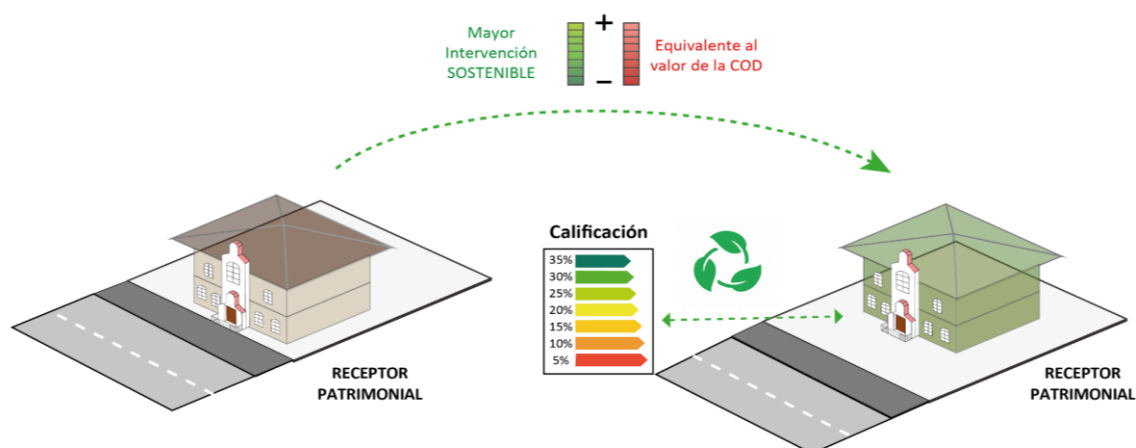 Mayor
Intervención
SOSTENIBLE
+
−
Equivalente al
valor de la COD
Calificación
35%
30%
25%
20%
15%
10%
5%
RECEPTOR
PATRIMONIAL
RECEPTOR
PATRIMONIAL